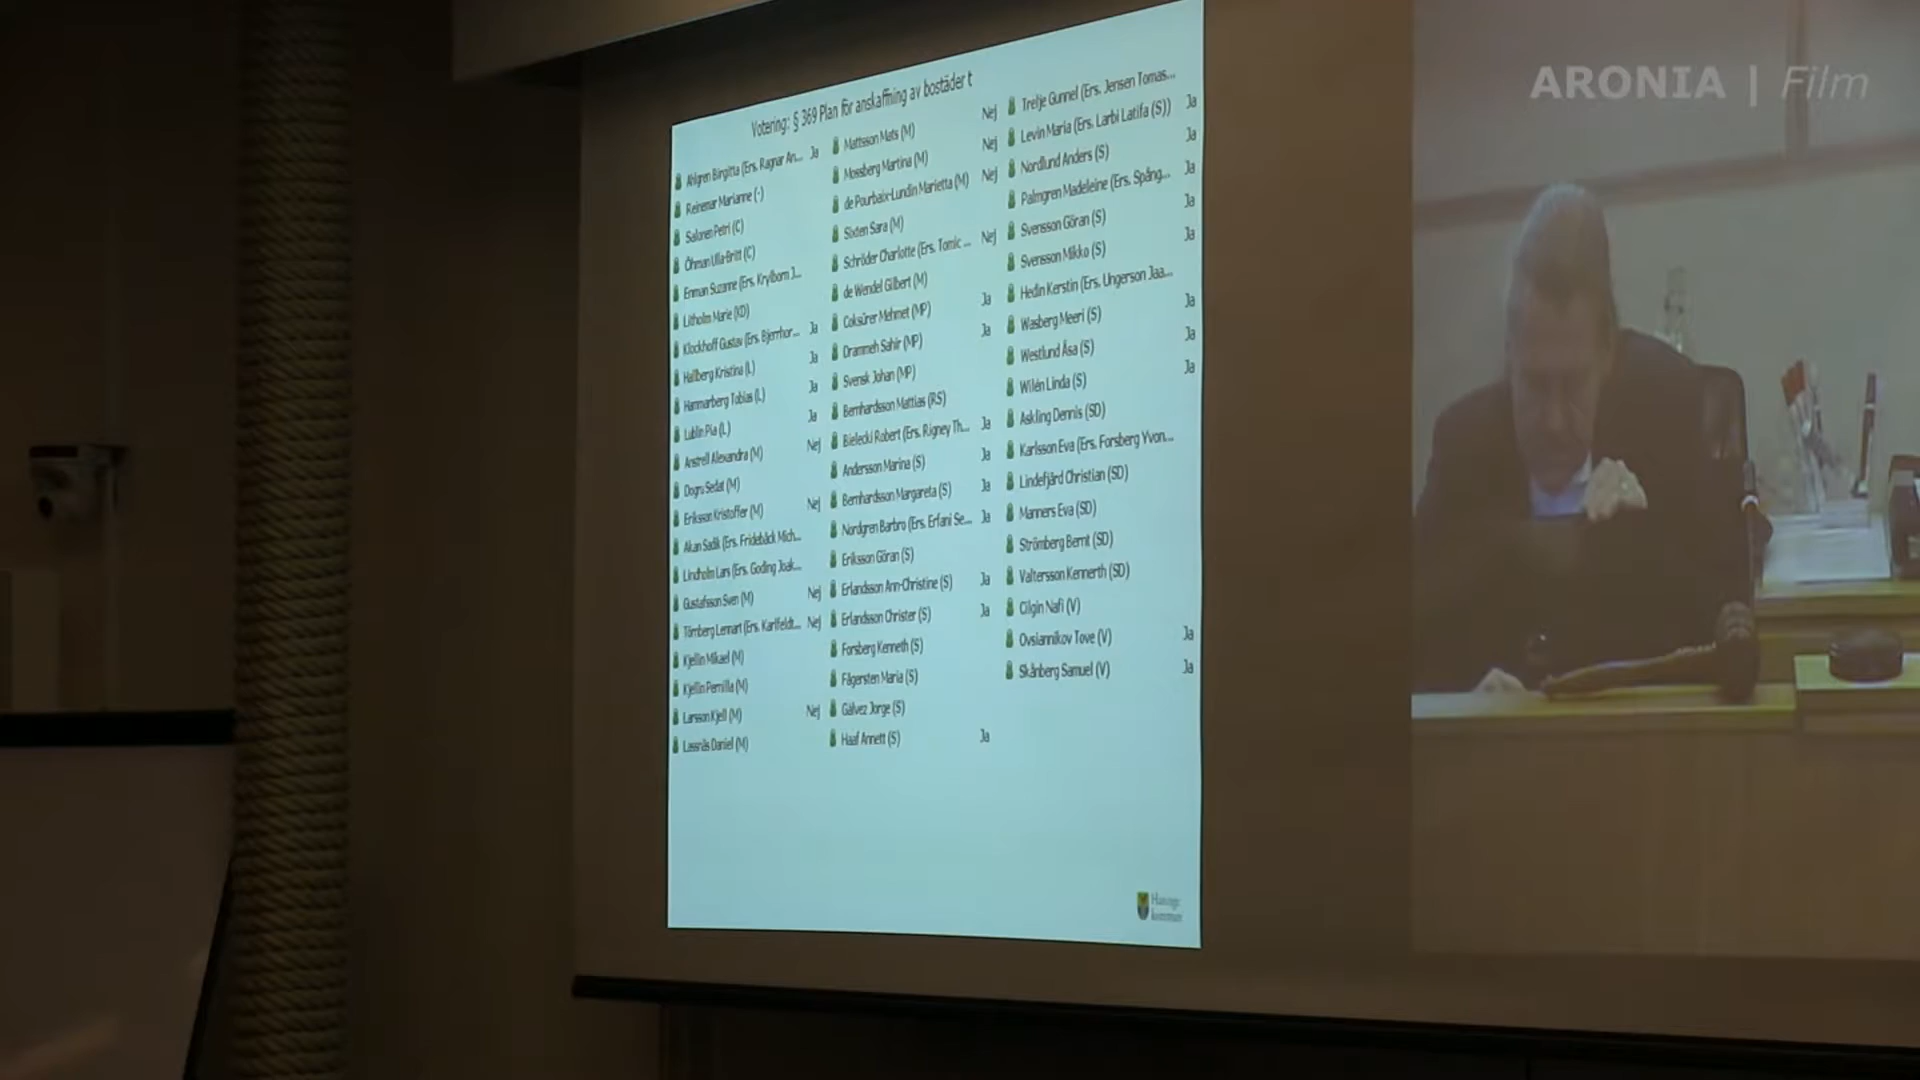 ARONIA | Film
Votering: § 369 Plan för anskaffning av bostäder t
Ahlgren Birgitta (Ers. Ragnar An... Ja
Reinemar Marianne (-)
Salonen Petri (C)
Öhman Ulla-Britt (C)
Enman Suzanne (Ers. Krylborn J...
Litholm Marie (KD)
Klockhoff Gustav (Ers. Bjernhor... Ja
Hallberg Kristina (L) Ja
Hammarberg Tobias (L) Ja
Lublin Pia (L) Ja
Anstrell Alexandra (M) Nej
Dogru Sedat (M)
Eriksson Kristoffer (M) Nej
Akan Sadik (Ers. Fridebäck Mich...
Lindholm Lars (Ers. Goding Joak...
Gustafsson Sven (M) Nej
Törnberg Lennart (Ers. Karlfeldt... Nej
Kjellin Mikael (M)
Kjellin Pernilla (M)
Larsson Kjell (M) Nej
Lassnäs Daniel (M)
Mattsson Mats (M) Nej
Mossberg Martina (M) Nej
de Pourbaix-Lundin Marietta (M) Nej
Sixten Sara (M)
Schröder Charlotte (Ers. Tomic ... Nej
de Wendel Gilbert (M)
Coksürer Mehmet (MP) Ja
Drammeh Sahir (MP) Ja
Svensk Johan (MP)
Bernhardsson Mattias (RS)
Bielecki Robert (Ers. Rigney Th... Ja
Andersson Marina (S) Ja
Bernhardsson Margareta (S) Ja
Nordgren Barbro (Ers. Erfani Se... Ja
Eriksson Göran (S)
Erlandsson Ann-Christine (S) Ja
Erlandsson Christer (S) Ja
Forsberg Kenneth (S)
Fägersten Maria (S)
Gálvez Jorge (S)
Haaf Annett (S) Ja
Trelje Gunnel (Ers. Jensen Tomas... Ja
Levin Maria (Ers. Larbi Latifa (S)) Ja
Nordlund Anders (S) Ja
Palmgren Madeleine (Ers. Spång... Ja
Svensson Göran (S) Ja
Svensson Mikko (S)
Hedin Kerstin (Ers. Ungerson Jaa... Ja
Wasberg Meeri (S) Ja
Westlund Åsa (S) Ja
Wilén Linda (S)
Askling Dennis (SD)
Karlsson Eva (Ers. Forsberg Yvon...
Lindefjärd Christian (SD)
Manners Eva (SD)
Strömberg Bernt (SD)
Valtersson Kennerth (SD)
Cilgin Nafi (V)
Ovsiannikov Tove (V) Ja
Skånberg Samuel (V) Ja
Huddinge
kommun